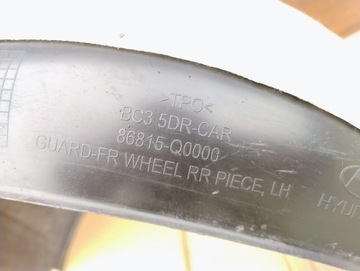 >TPO<
BC3 5DR-CAR
86815-Q0000
GUARD-FR WHEEL RR PIECE, LH